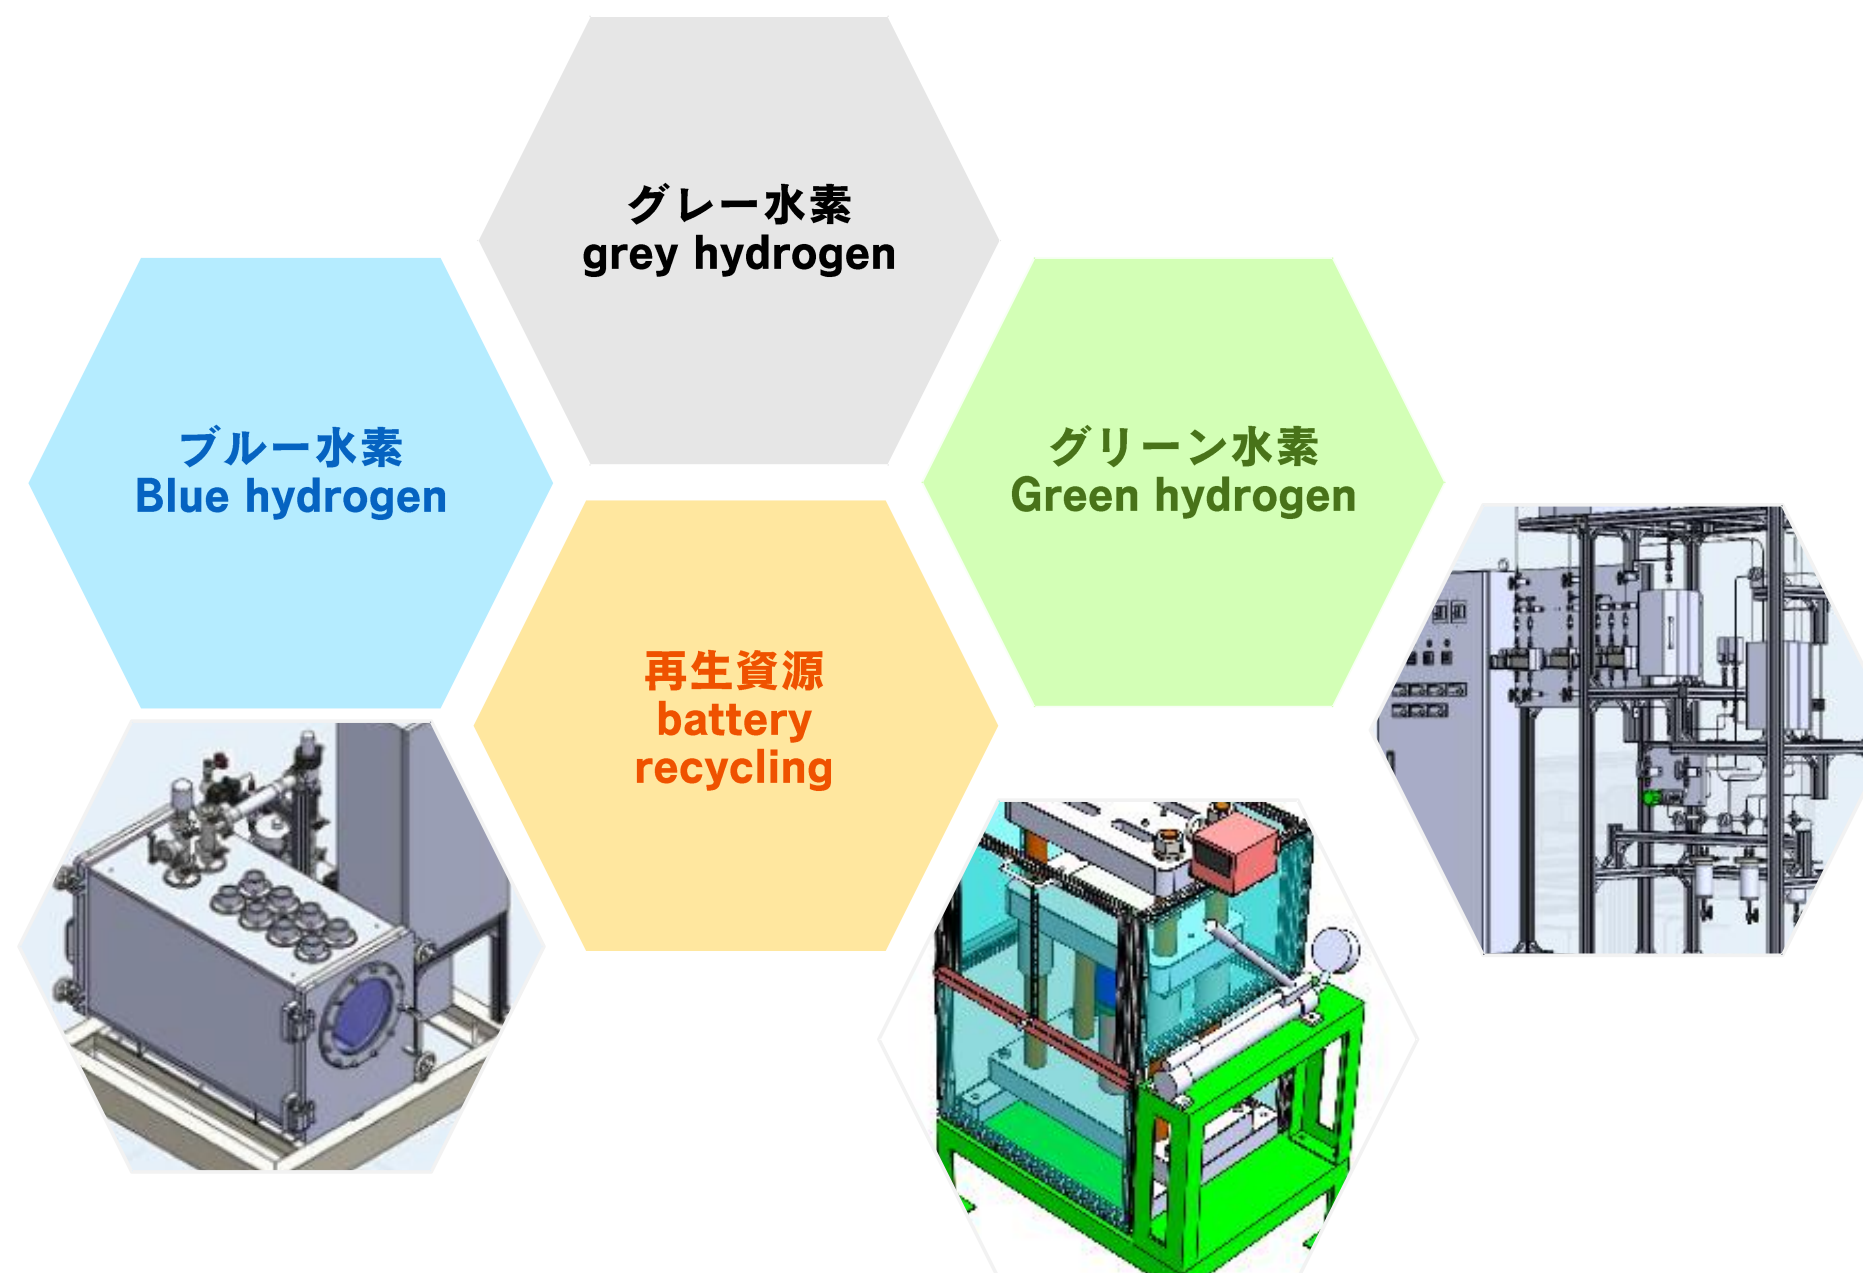 グレー水素
grey hydrogen
ブルー水素
Blue hydrogen
グリーン水素
Green hydrogen
再生資源
battery
recycling